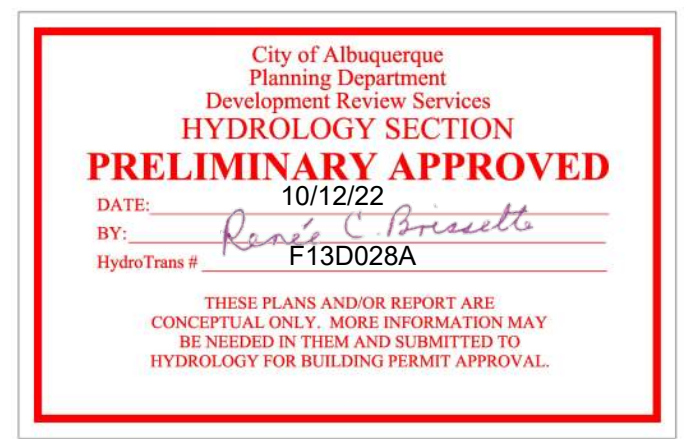 City of Albuquerque
Planning Department
Development Review Services
HYDROLOGY SECTION
PRELIMINARY APPROVED
DATE: 10/12/22
BY: Renée C. Brissette
HydroTrans # F13D028A
THESE PLANS AND/OR REPORT ARE
CONCEPTUAL ONLY. MORE INFORMATION MAY
BE NEEDED IN THEM AND SUBMITTED TO
HYDROLOGY FOR BUILDING PERMIT APPROVAL.